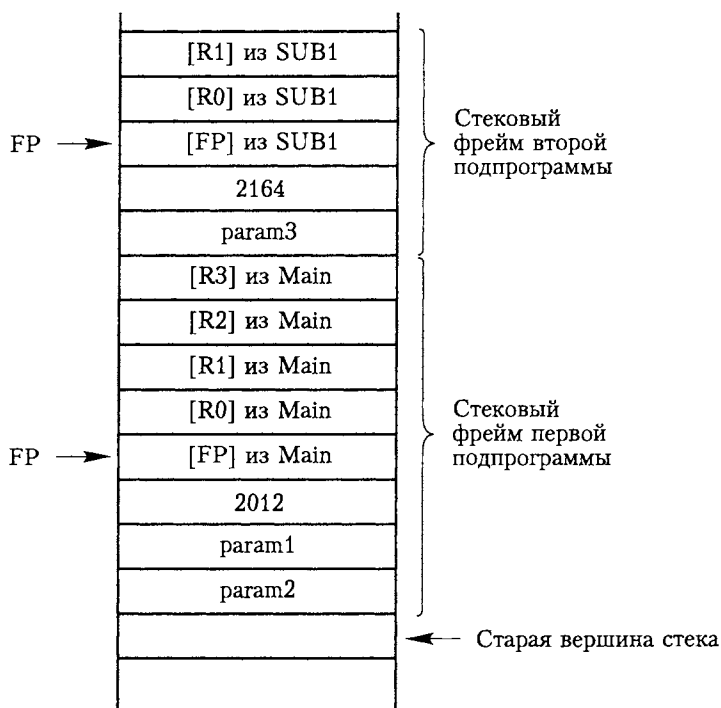 [R1] из SUB1
[R0] из SUB1
FP
[FP] из SUB1
2164
param3
Стековый
фрейм второй
подпрограммы
[R3] из Main
[R2] из Main
[R1] из Main
[R0] из Main
FP
[FP] из Main
2012
param1
param2
Стековый
фрейм первой
подпрограммы
Старая вершина стека